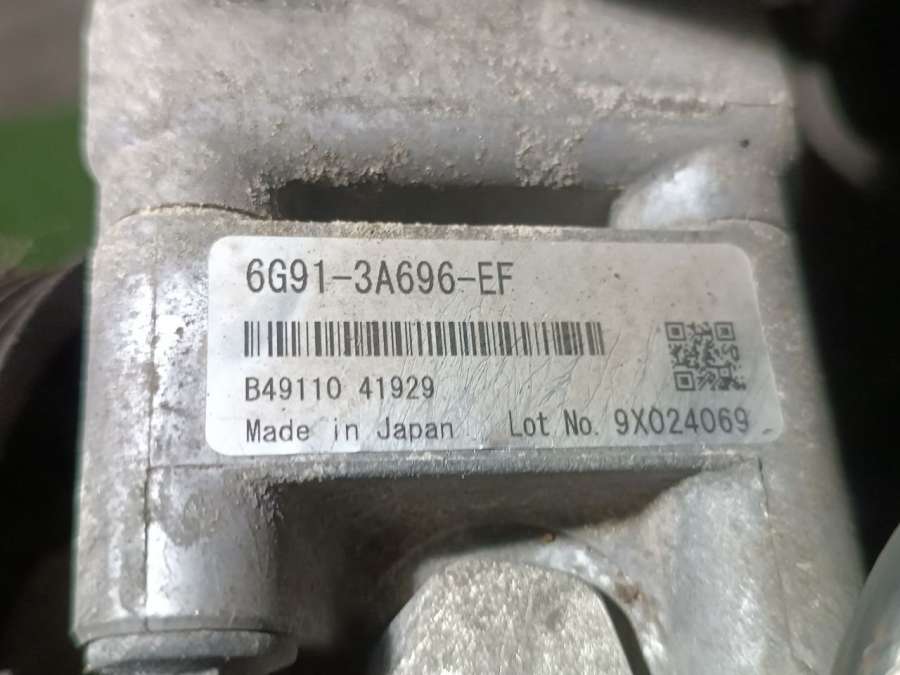 6G91-3A696-EF
B49110 41929
Made in Japan Lot No. 9X024069